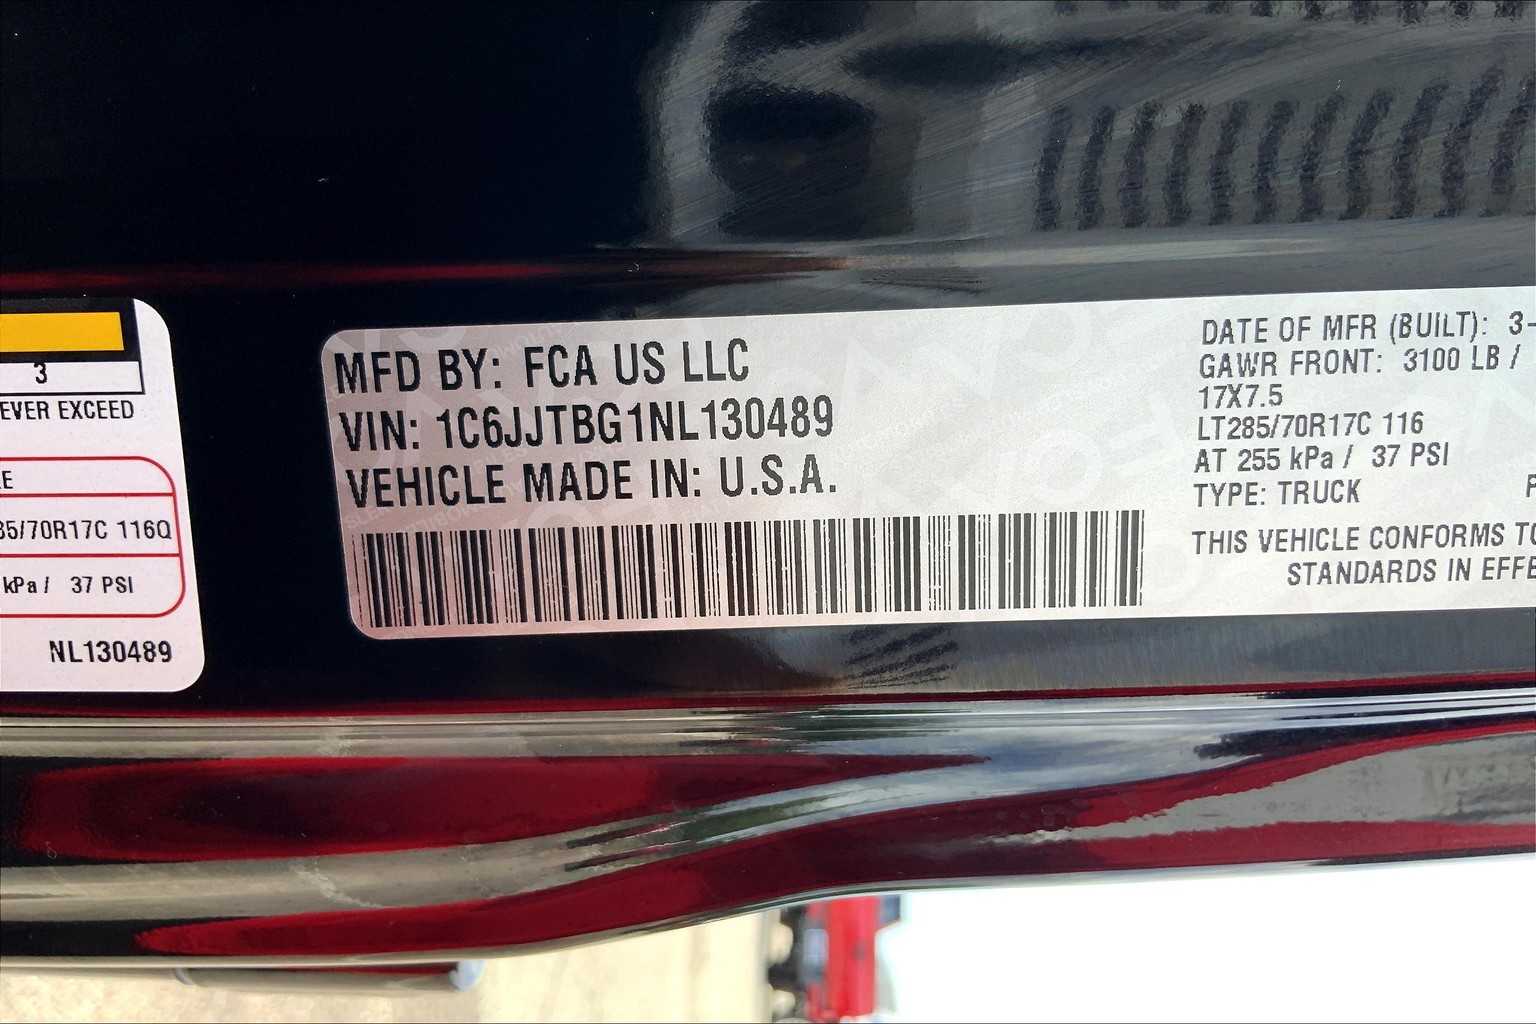 3
EVER EXCEED
85/70R17C 116Q
kPa / 37 PSI
NL130489
MFD BY: FCA US LLC
VIN: 1C6JJTBG1NL130489
VEHICLE MADE IN: U.S.A.
DATE OF MFR (BUILT): 3-
GAWR FRONT: 3100 LB /
17X7.5
LT285/70R17C 116
AT 255 kPa / 37 PSI
TYPE: TRUCK
THIS VEHICLE CONFORMS TO
STANDARDS IN EFFE